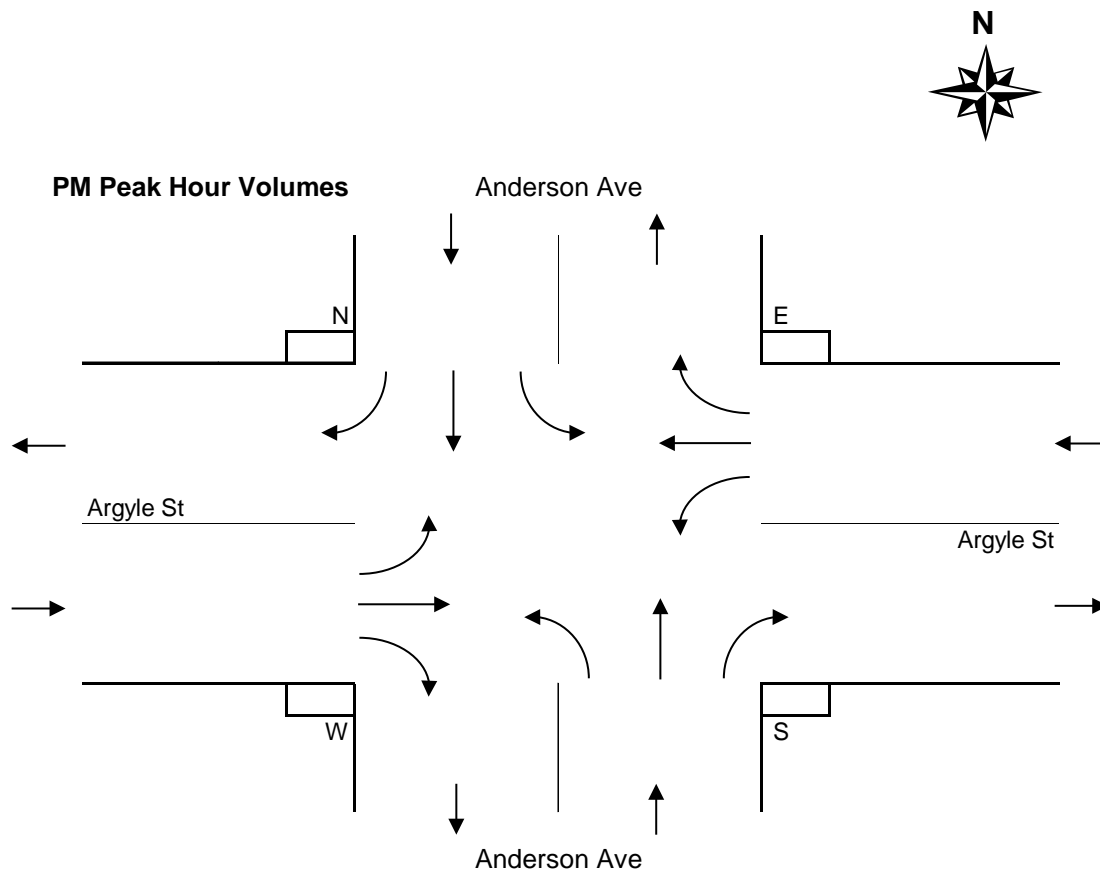 N
PM Peak Hour Volumes
Anderson Ave
N
E
Argyle St
Argyle St
W
S
Anderson Ave